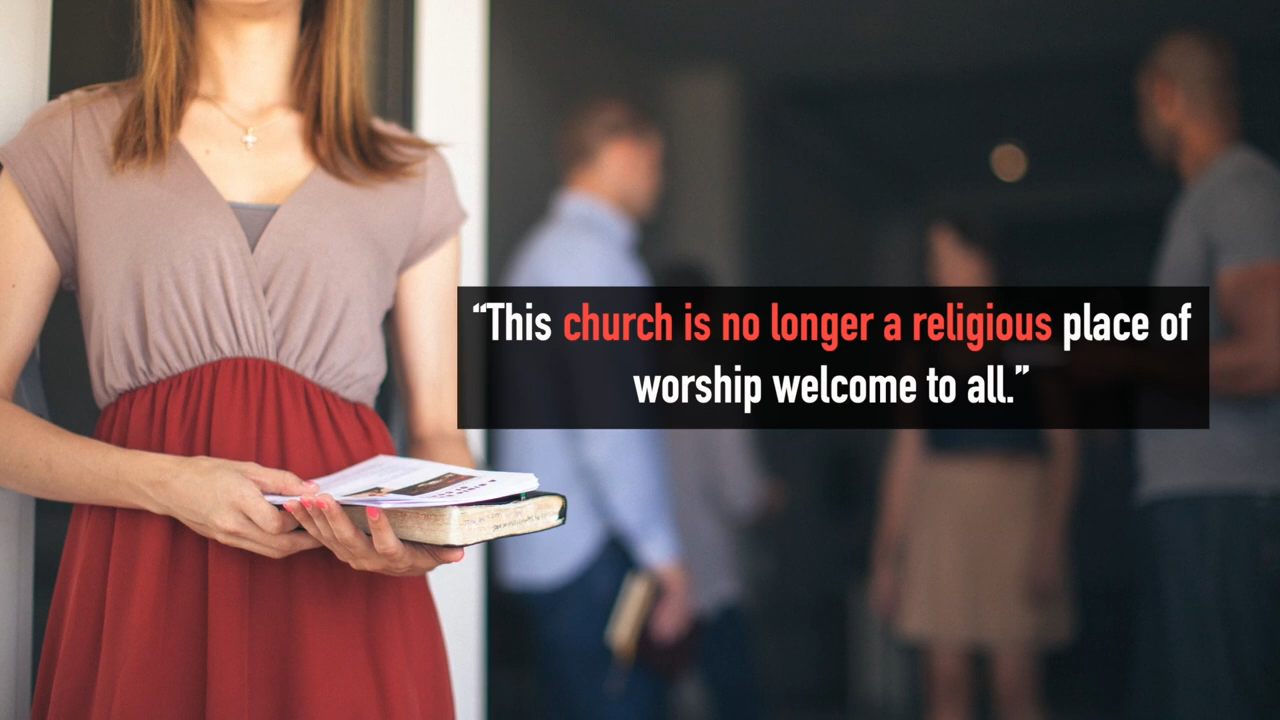 “This church is no longer a religious place of
worship welcome to all.”